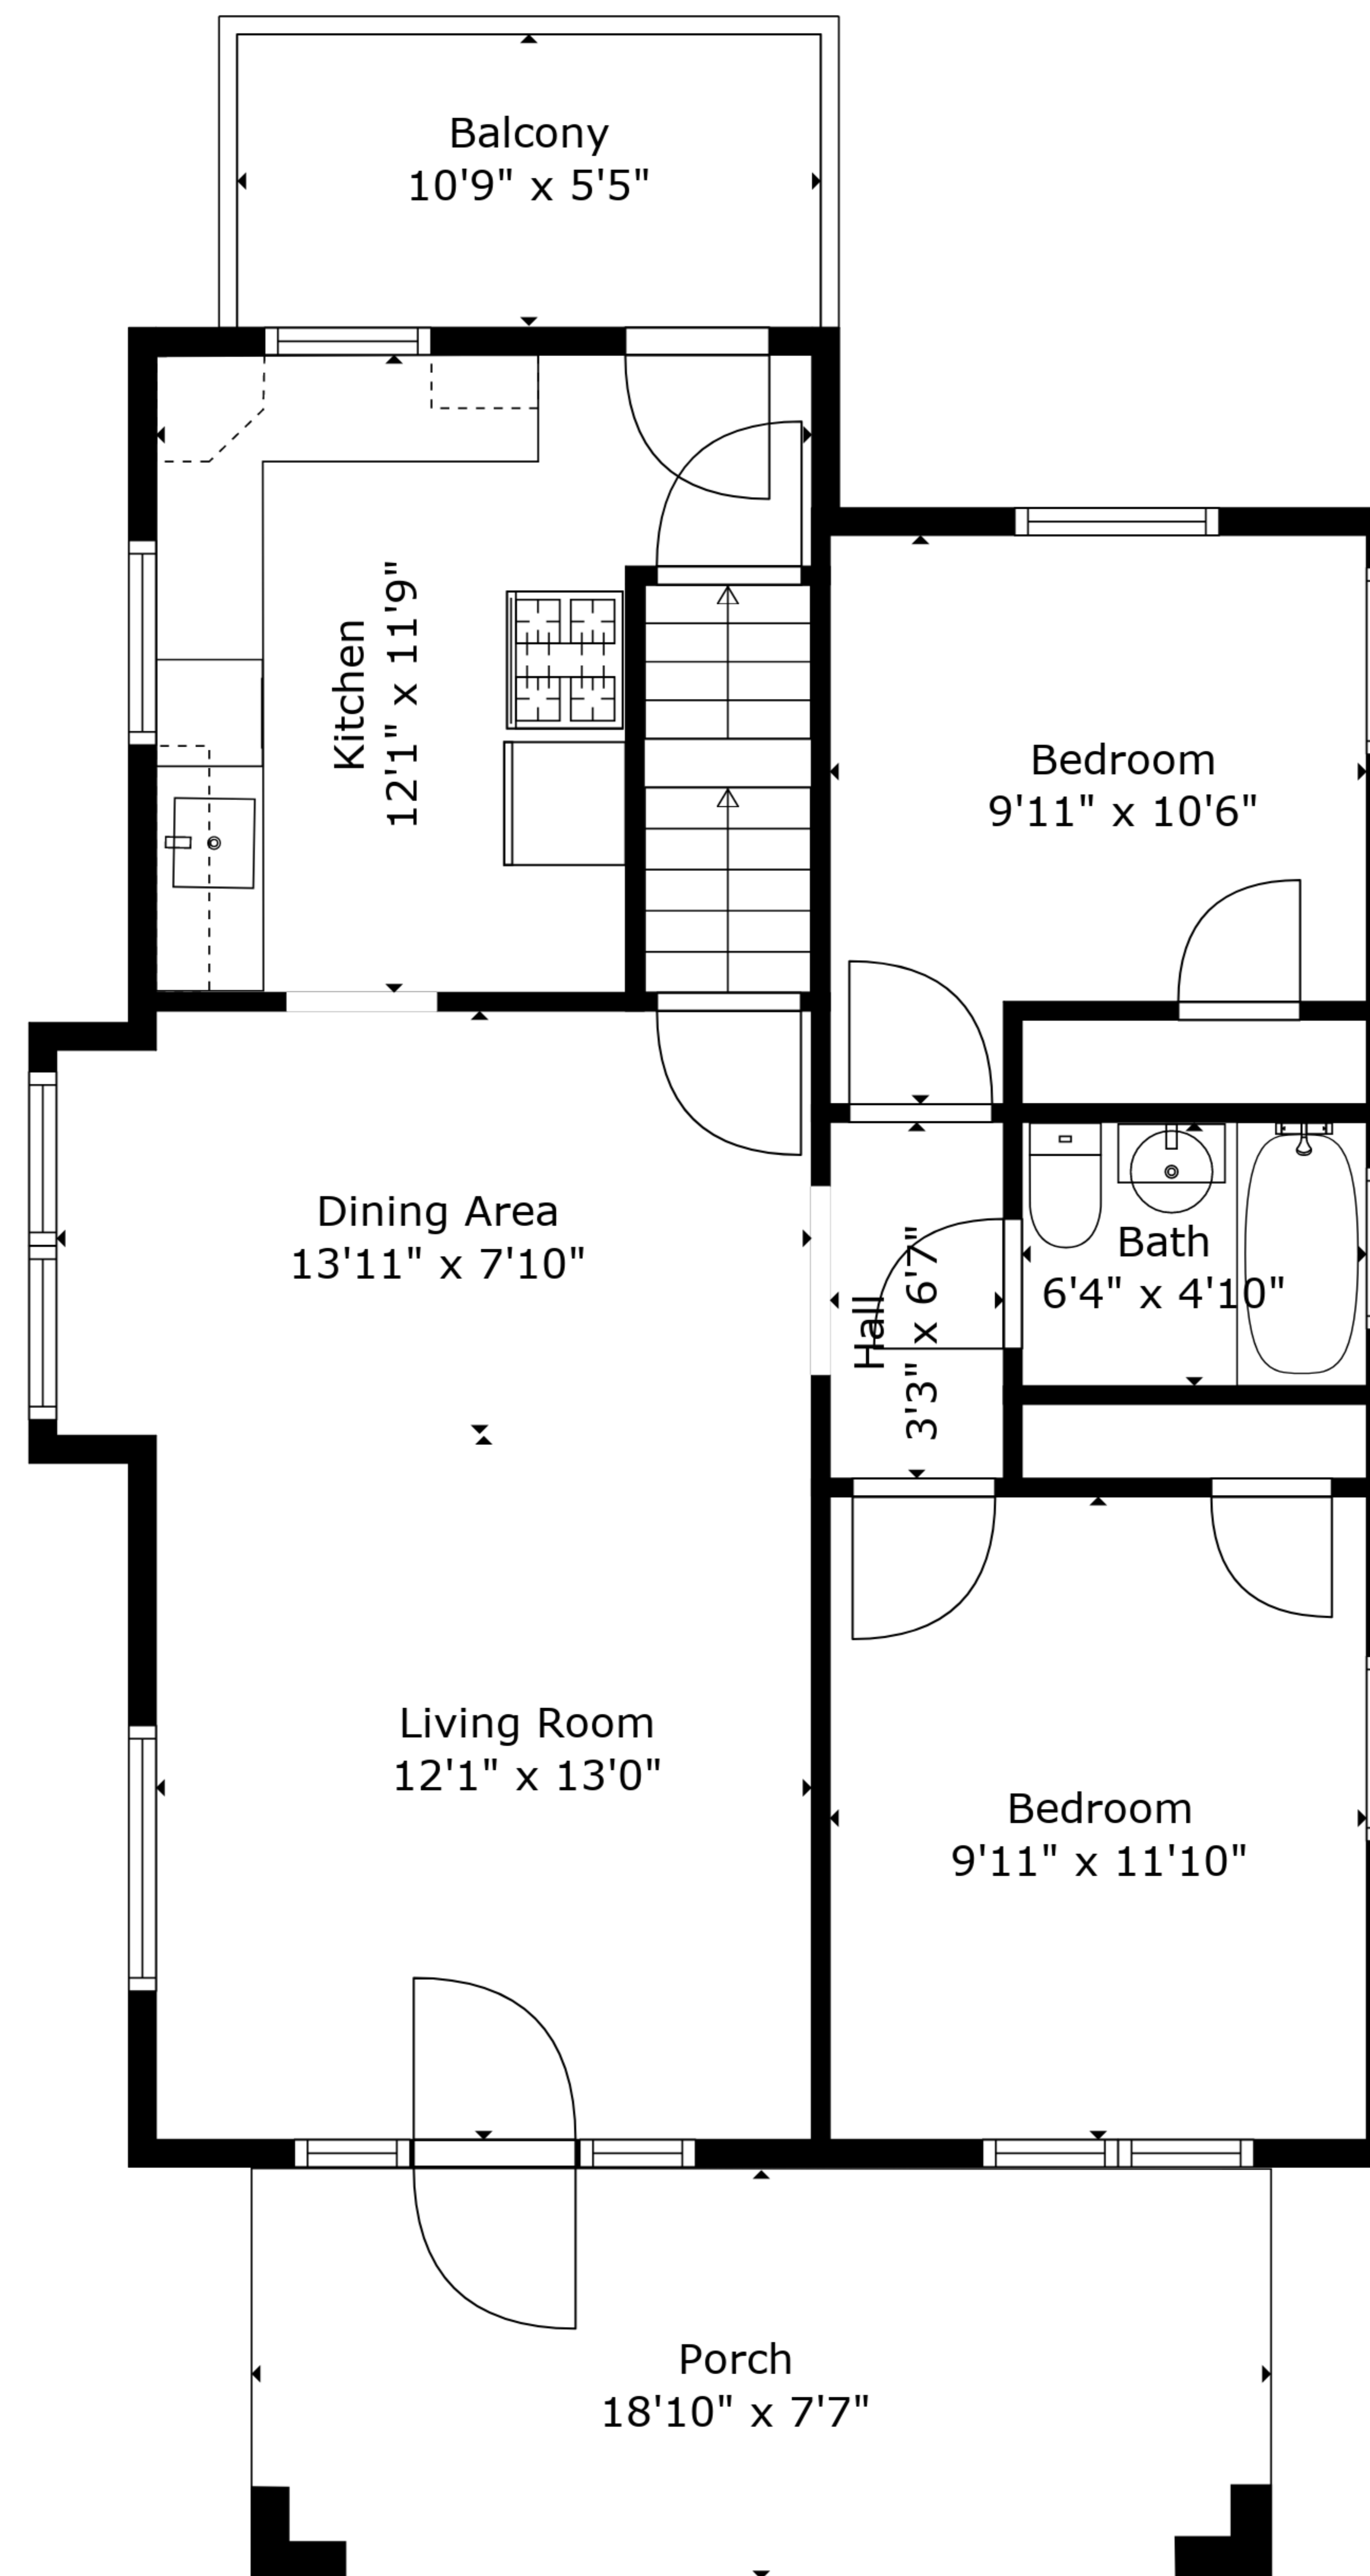 Balcony
10'9" x 5'5"
Kitchen
12'1" x 11'9"
Bedroom
9'11" x 10'6"
Dining Area
13'11" x 7'10"
Hall
3'3" x 6'7"
Bath
6'4" x 4'10"
Living Room
12'1" x 13'0"
Bedroom
9'11" x 11'10"
Porch
18'10" x 7'7"